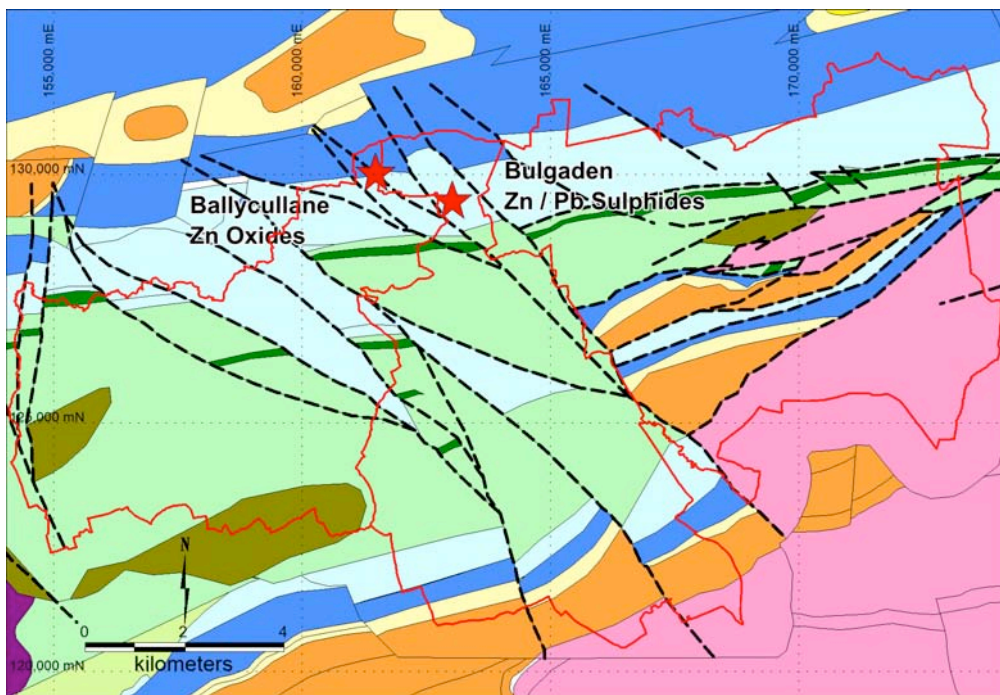 155,000 mE
160,000 mE
165,000 mE
170,000 mE
130,000 mN
Bulgaden
Zn / Pb Sulphides
Ballycullane
Zn Oxides
125,000 mN
N
0 2 4
kilometers
120,000 mN